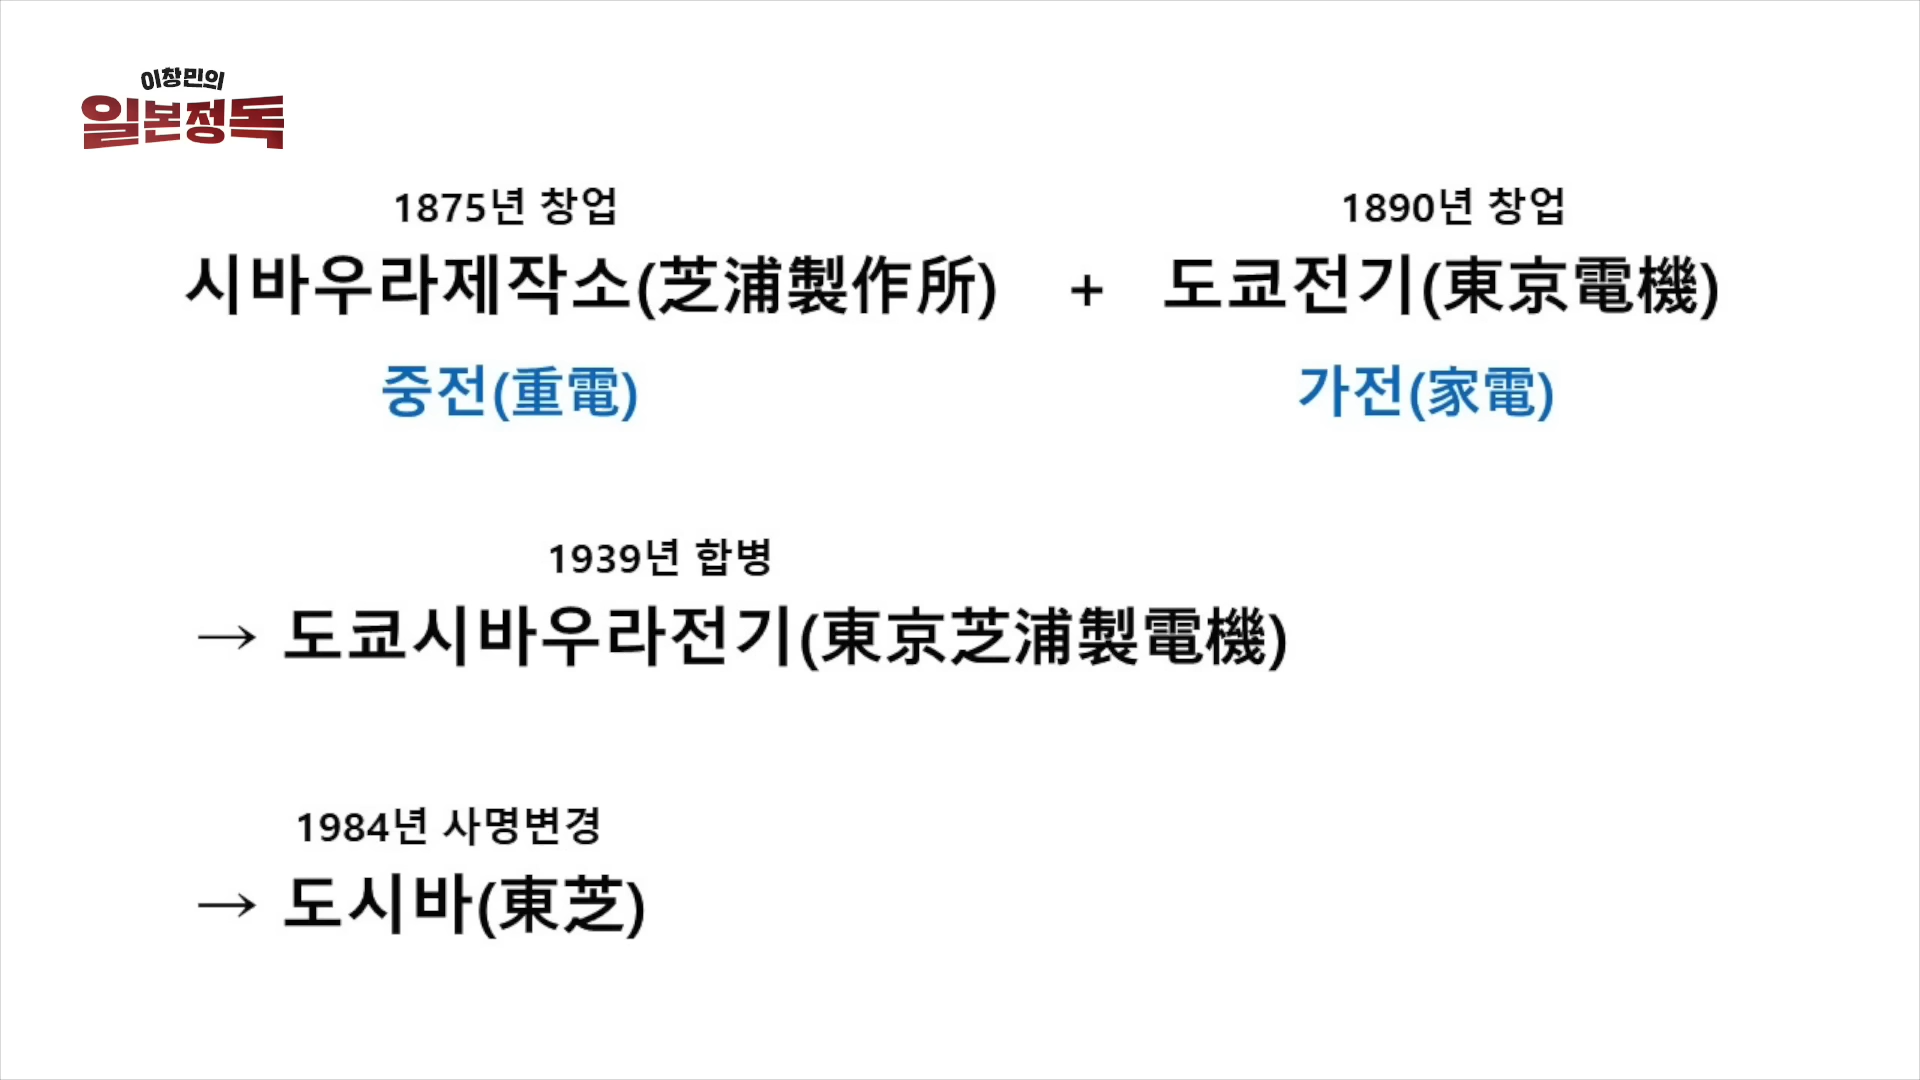 이창민의
일본정독
1875년 창업
1890년 창업
시바우라제작소(芝浦製作所) + 도쿄전기(東京電機)
중전(重電)
가전(家電)
1939년 합병
→ 도쿄시바우라전기(東京芝浦製電機)
1984년 사명변경
→ 도시바(東芝)